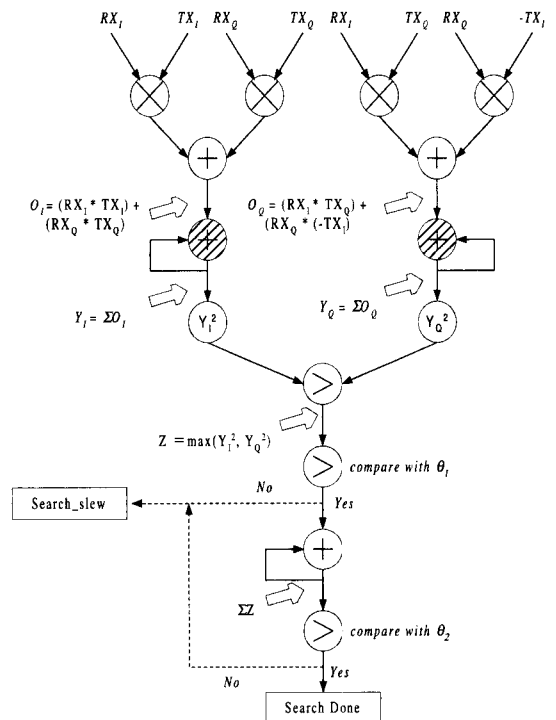 RX_I TX_I RX_Q TX_Q RX_I TX_Q RX_Q -TX_I
O_I = (RX_I * TX_I) +
(RX_Q * TX_Q)
O_Q = (RX_I * TX_Q) +
(RX_Q * (-TX_I)
Y_I = ΣO_I
Y_I^2
Y_Q = ΣO_Q
Y_Q^2
>
Z = max(Y_I^2, Y_Q^2)
> compare with θ_1
No
Yes
Search_slew
+
ΣZ
> compare with θ_2
No
Yes
Search Done